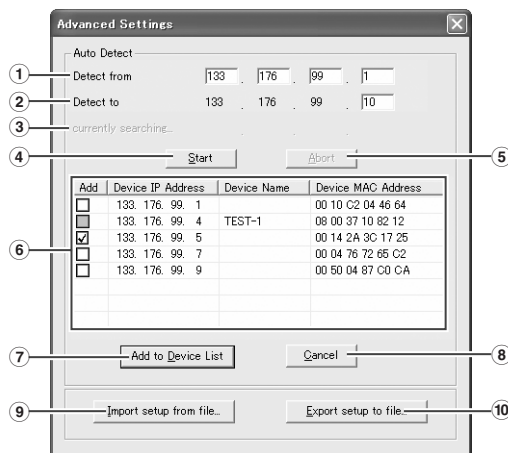 Advanced Settings
Auto Detect
① Detect from 133 . 176 . 99 . 1
② Detect to 133 . 176 . 99 . 10
③ currently searching... . . .
④ Start Abort ⑤
Add Device IP Address Device Name Device MAC Address
133. 176. 99. 1 00 10 C2 04 46 64
133. 176. 99. 4 TEST-1 08 00 37 10 82 12
133. 176. 99. 5 00 14 2A 3C 17 25
⑥ 133. 176. 99. 7 00 04 76 72 65 C2
133. 176. 99. 9 00 50 04 87 C0 CA
⑦ Add to Device List Cancel ⑧
⑨ Import setup from file... Export setup to file... ⑩